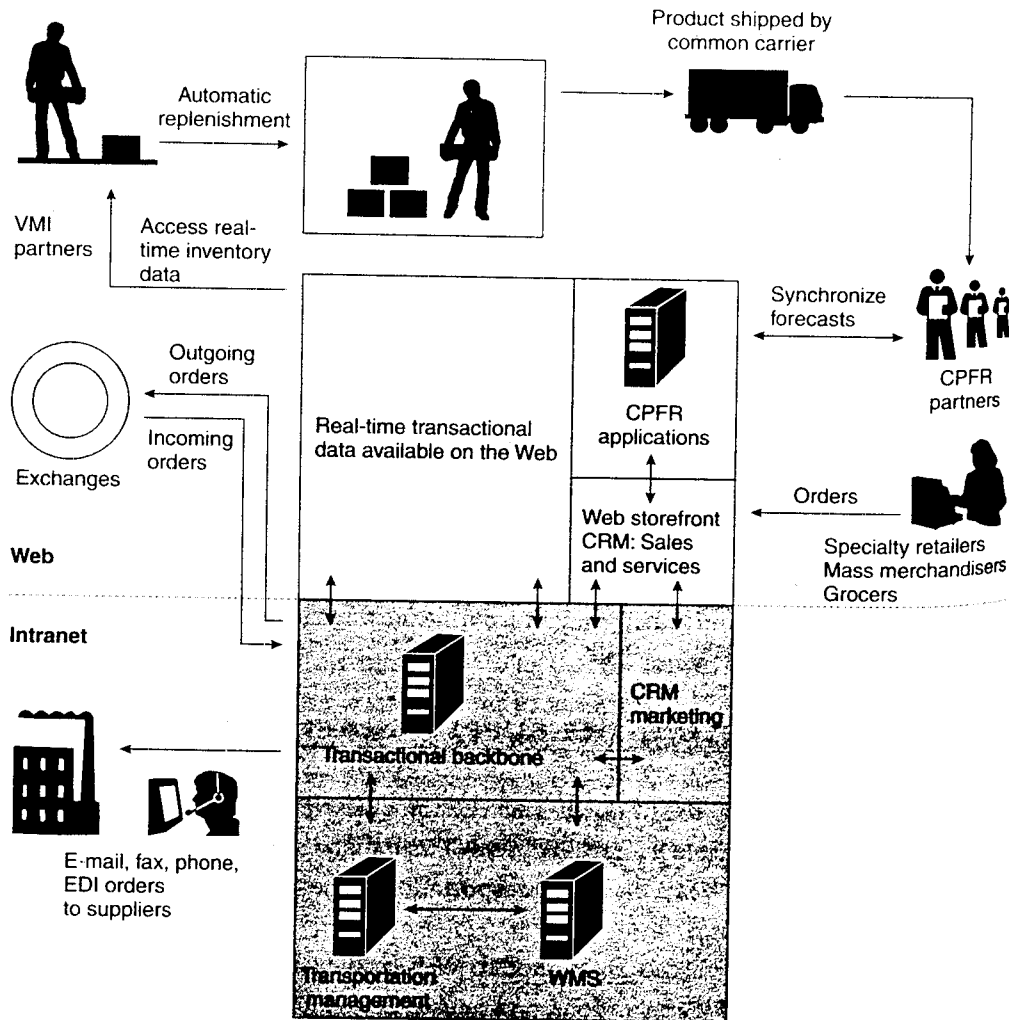 Product shipped by
common carrier
Automatic
replenishment
VMI
partners
Access real-
time inventory
data
Synchronize
forecasts
CPFR
partners
Outgoing
orders
Incoming
orders
Exchanges
Real-time transactional
data available on the Web
CPFR
applications
Web storefront
CRM: Sales
and services
Orders
Specialty retailers
Mass merchandisers
Grocers
Web
Intranet
CRM
marketing
Transactional backbone
E-mail, fax, phone,
EDI orders
to suppliers
Transportation
management
WMS